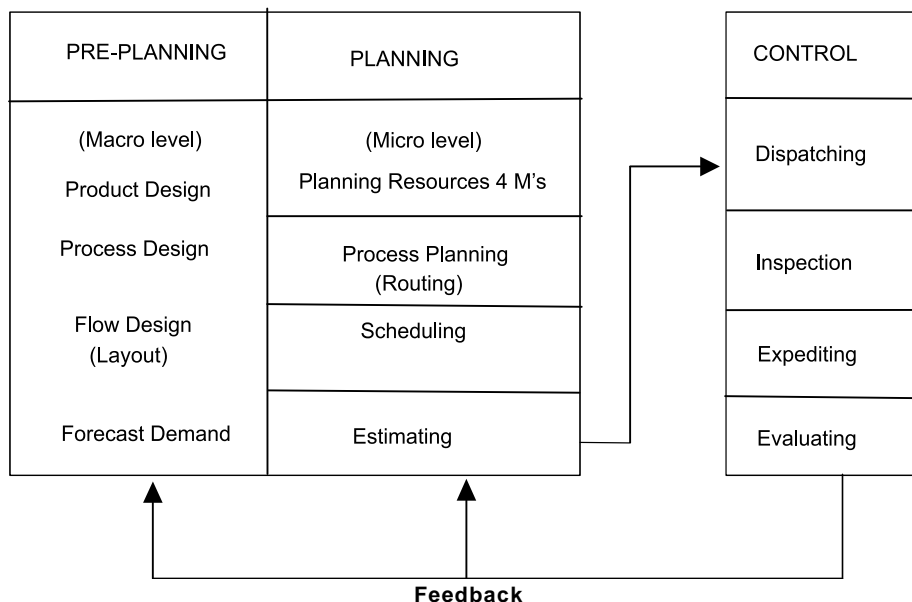 PRE-PLANNING
(Macro level)
Product Design
Process Design
Flow Design
(Layout)
Forecast Demand
PLANNING
(Micro level)
Planning Resources 4 M's
Process Planning
(Routing)
Scheduling
Estimating
CONTROL
Dispatching
Inspection
Expediting
Evaluating
Feedback